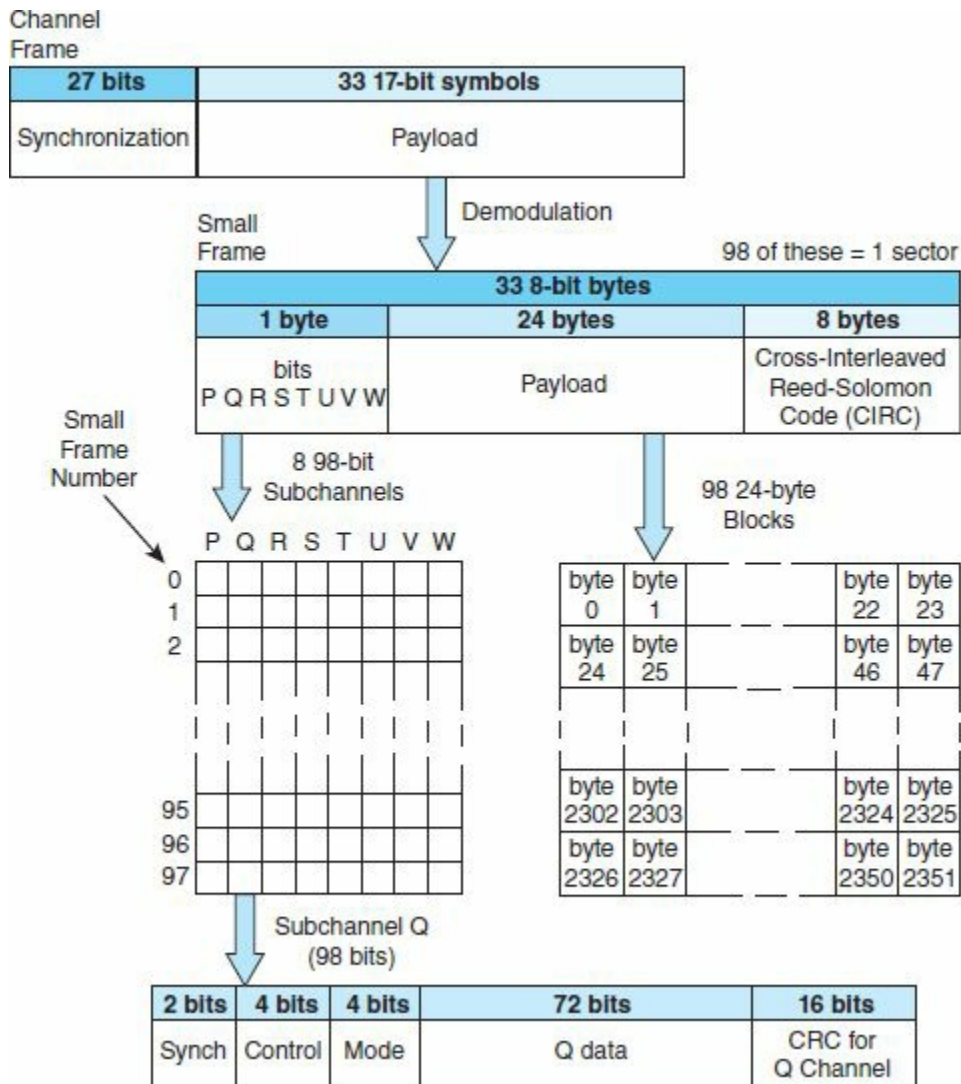 Channel
Frame
27 bits
33 17-bit symbols
Synchronization
Payload
Demodulation
Small
Frame
98 of these = 1 sector
33 8-bit bytes
1 byte
24 bytes
8 bytes
bits
P Q R S T U V W
Payload
Cross-Interleaved
Reed-Solomon
Code (CIRC)
Small
Frame
Number
8 98-bit
Subchannels
98 24-byte
Blocks
P Q R S T U V W
0
1
2
95
96
97
byte byte byte byte
0 1 22 23
byte byte byte byte
24 25 46 47
byte byte byte byte
2302 2303 2324 2325
byte byte byte byte
2326 2327 2350 2351
Subchannel Q
(98 bits)
2 bits 4 bits 4 bits 72 bits 16 bits
Synch Control Mode Q data CRC for
Q Channel